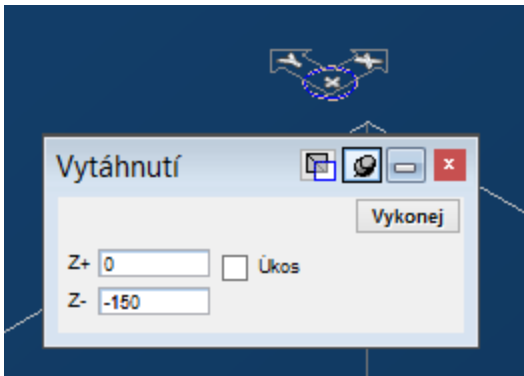 Vytáhnutí
Vykonej
Z+ 0
Úkos
Z- -150